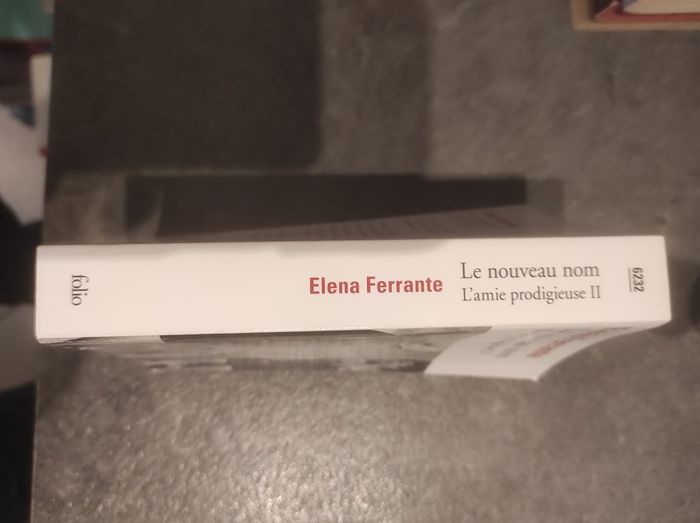 folio
Elena Ferrante
Le nouveau nom
L'amie prodigieuse II
6232